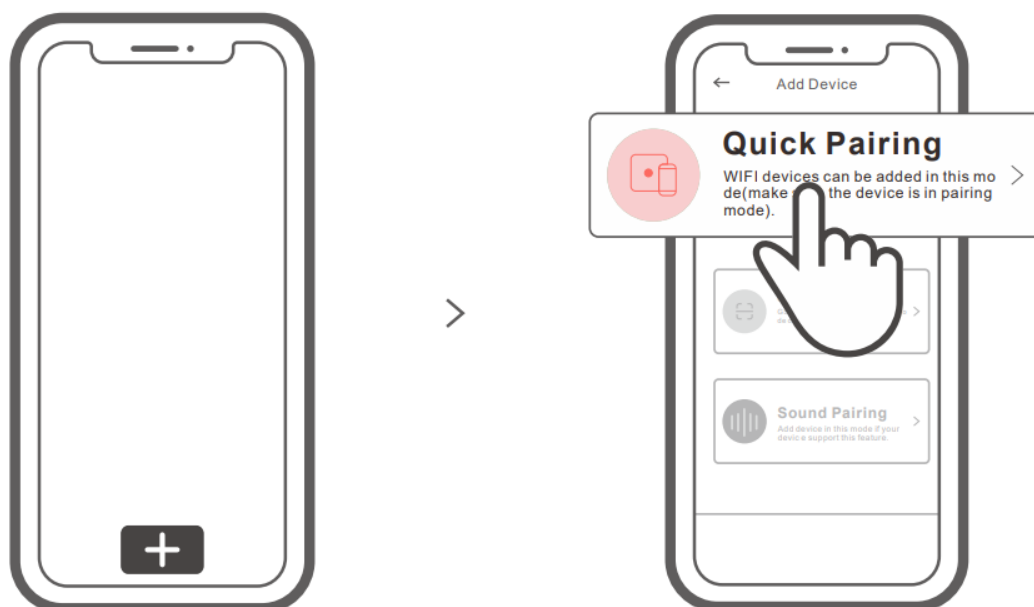 Add Device
Quick Pairing
WIFI devices can be added in this mo
de(make the device is in pairing
mode).
Sound Pairing
Add device in this mode if your
device support this feature.